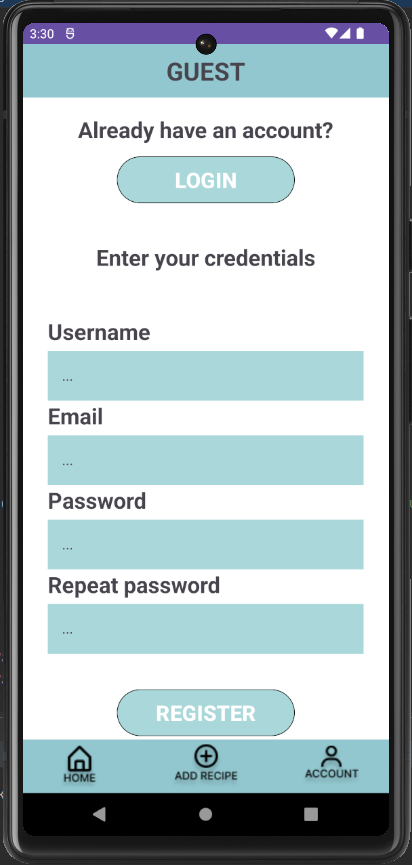 3:30
GUEST
Already have an account?
LOGIN
Enter your credentials
Username
...
Email
...
Password
...
Repeat password
...
REGISTER
HOME
ADD RECIPE
ACCOUNT